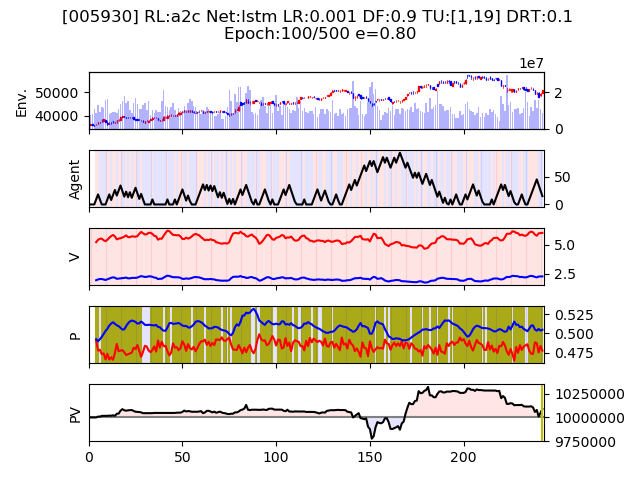 [005930] RL:a2c Net:lstm LR:0.001 DF:0.9 TU:[1,19] DRT:0.1
Epoch:100/500 e=0.80
1e7
Env.
50000
40000
2
0
Agent
50
0
V
5.0
2.5
P
0.525
0.500
0.475
PV
10250000
10000000
9750000
0 50 100 150 200